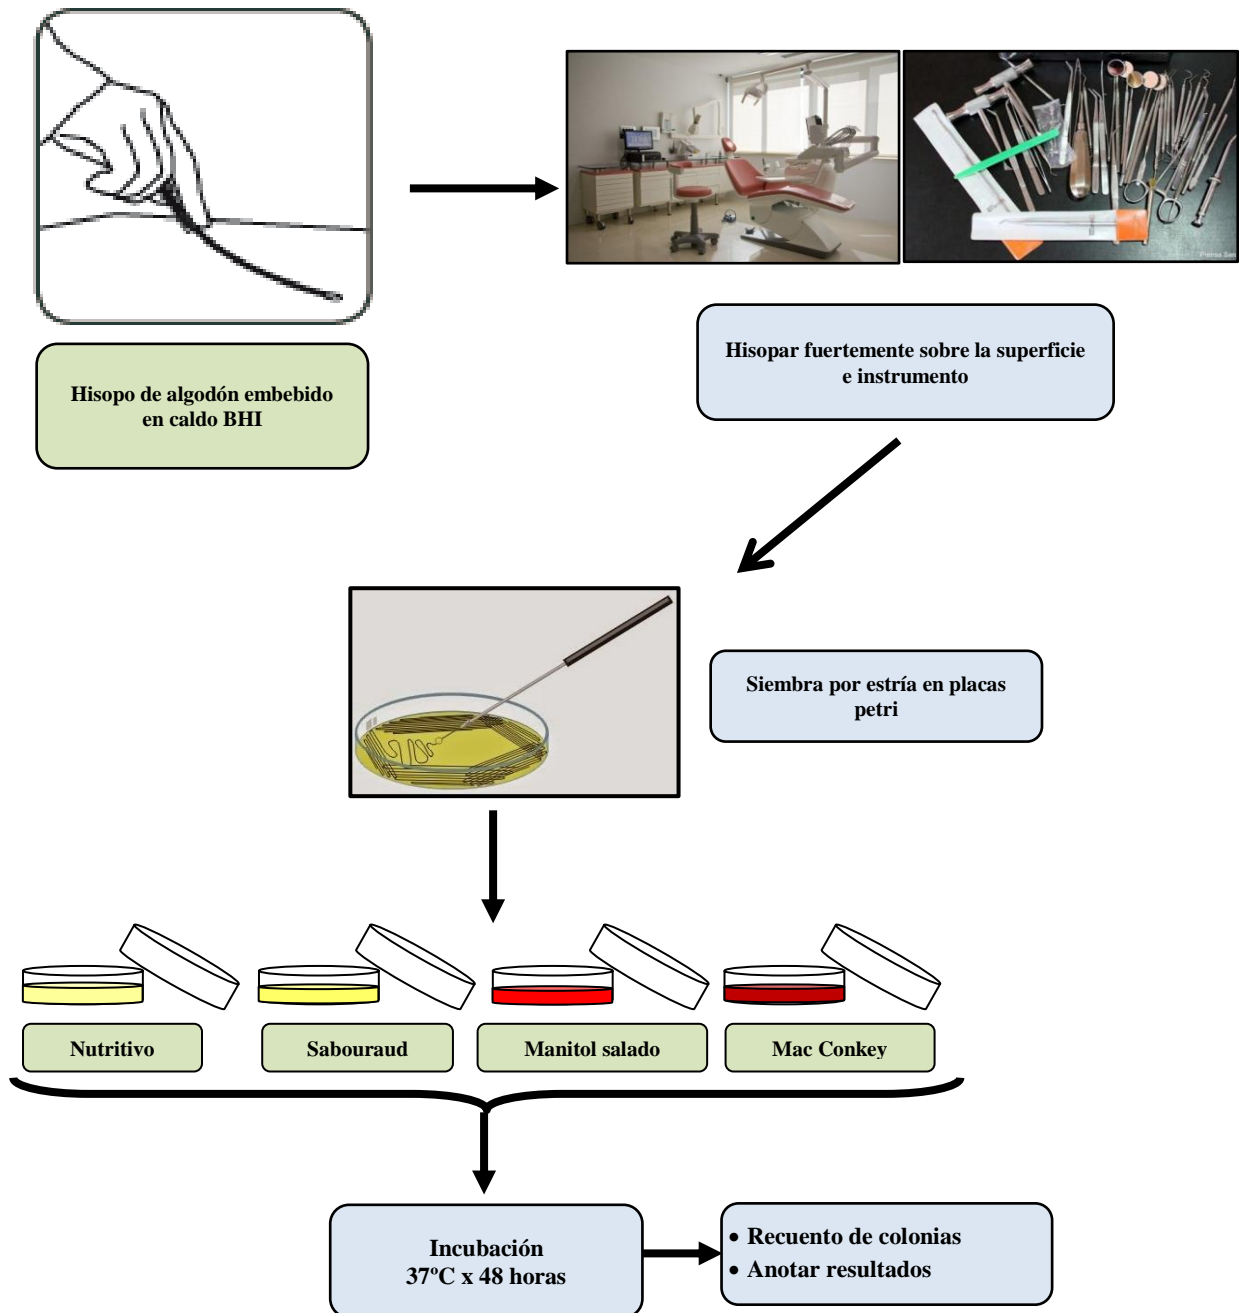 Hisopo de algodón embebido
en caldo BHI
Hisopar fuertemente sobre la superficie
e instrumento
Siembra por estría en placas
petri
Nutritivo
Sabouraud
Manitol salado
Mac Conkey
Incubación
37ºC x 48 horas
• Recuento de colonias
• Anotar resultados